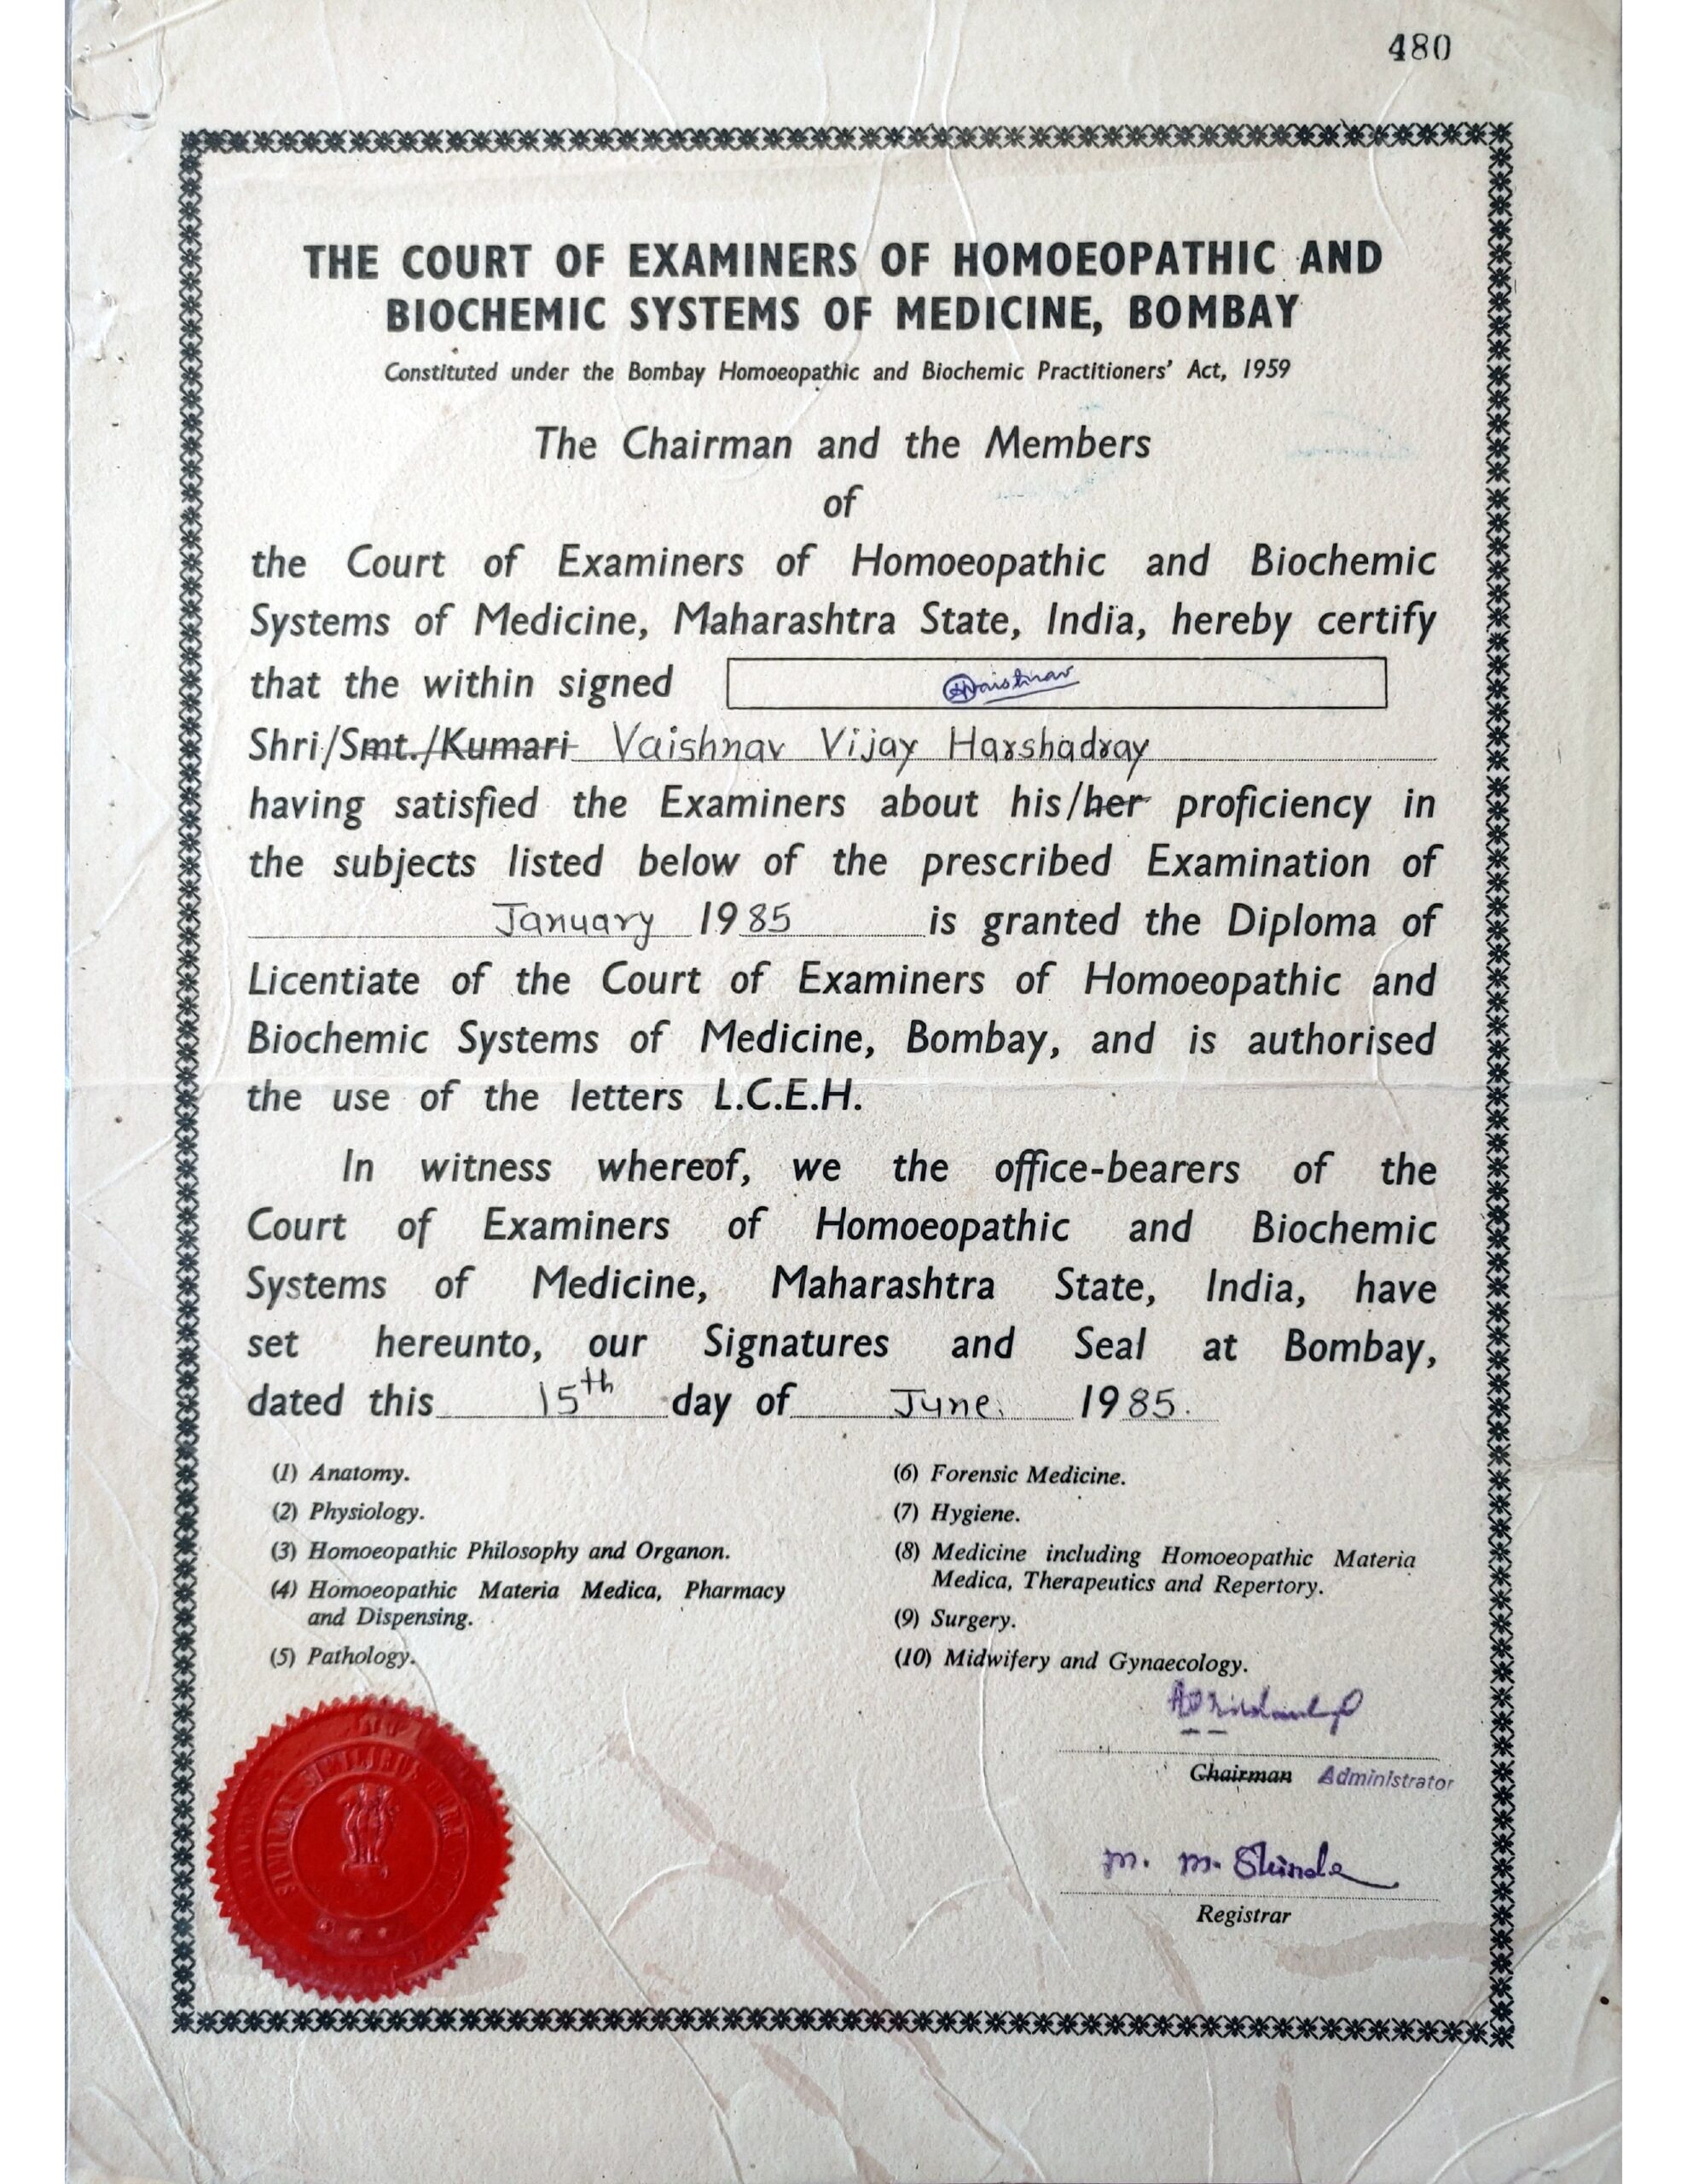 480
THE COURT OF EXAMINERS OF HOMOEOPATHIC AND
BIOCHEMIC SYSTEMS OF MEDICINE, BOMBAY
Constituted under the Bombay Homoeopathic and Biochemic Practitioners' Act, 1959
The Chairman and the Members
of
the Court of Examiners of Homoeopathic and Biochemic
Systems of Medicine, Maharashtra State, India, hereby certify
that the within signed Vaishnav
Shri/Smt./Kumari Vaishnav Vijay Harshadray
having satisfied the Examiners about his/her proficiency in
the subjects listed below of the prescribed Examination of
January 1985 is granted the Diploma of
Licentiate of the Court of Examiners of Homoeopathic and
Biochemic Systems of Medicine, Bombay, and is authorised
the use of the letters L.C.E.H.
In witness whereof, we the office-bearers of the
Court of Examiners of Homoeopathic and Biochemic
Systems of Medicine, Maharashtra State, India, have
set hereunto, our Signatures and Seal at Bombay,
dated this 15th day of June. 1985.
(1) Anatomy.
(2) Physiology.
(3) Homoeopathic Philosophy and Organon.
(4) Homoeopathic Materia Medica, Pharmacy
and Dispensing.
(5) Pathology.
(6) Forensic Medicine.
(7) Hygiene.
(8) Medicine including Homoeopathic Materia
Medica, Therapeutics and Repertory.
(9) Surgery.
(10) Midwifery and Gynaecology.
Chairman Administrator
M. M. Shinde
Registrar
SIMILIBUS